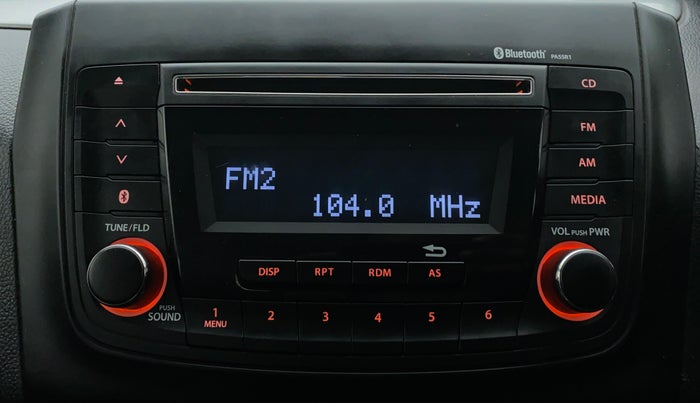 Bluetooth PA55R1
CD
FM
AM
MEDIA
FM2
104.0 MHz
TUNE/FLD
VOL PUSH PWR
DISP RPT RDM AS
PUSH
SOUND
1 2 3 4 5 6
MENU